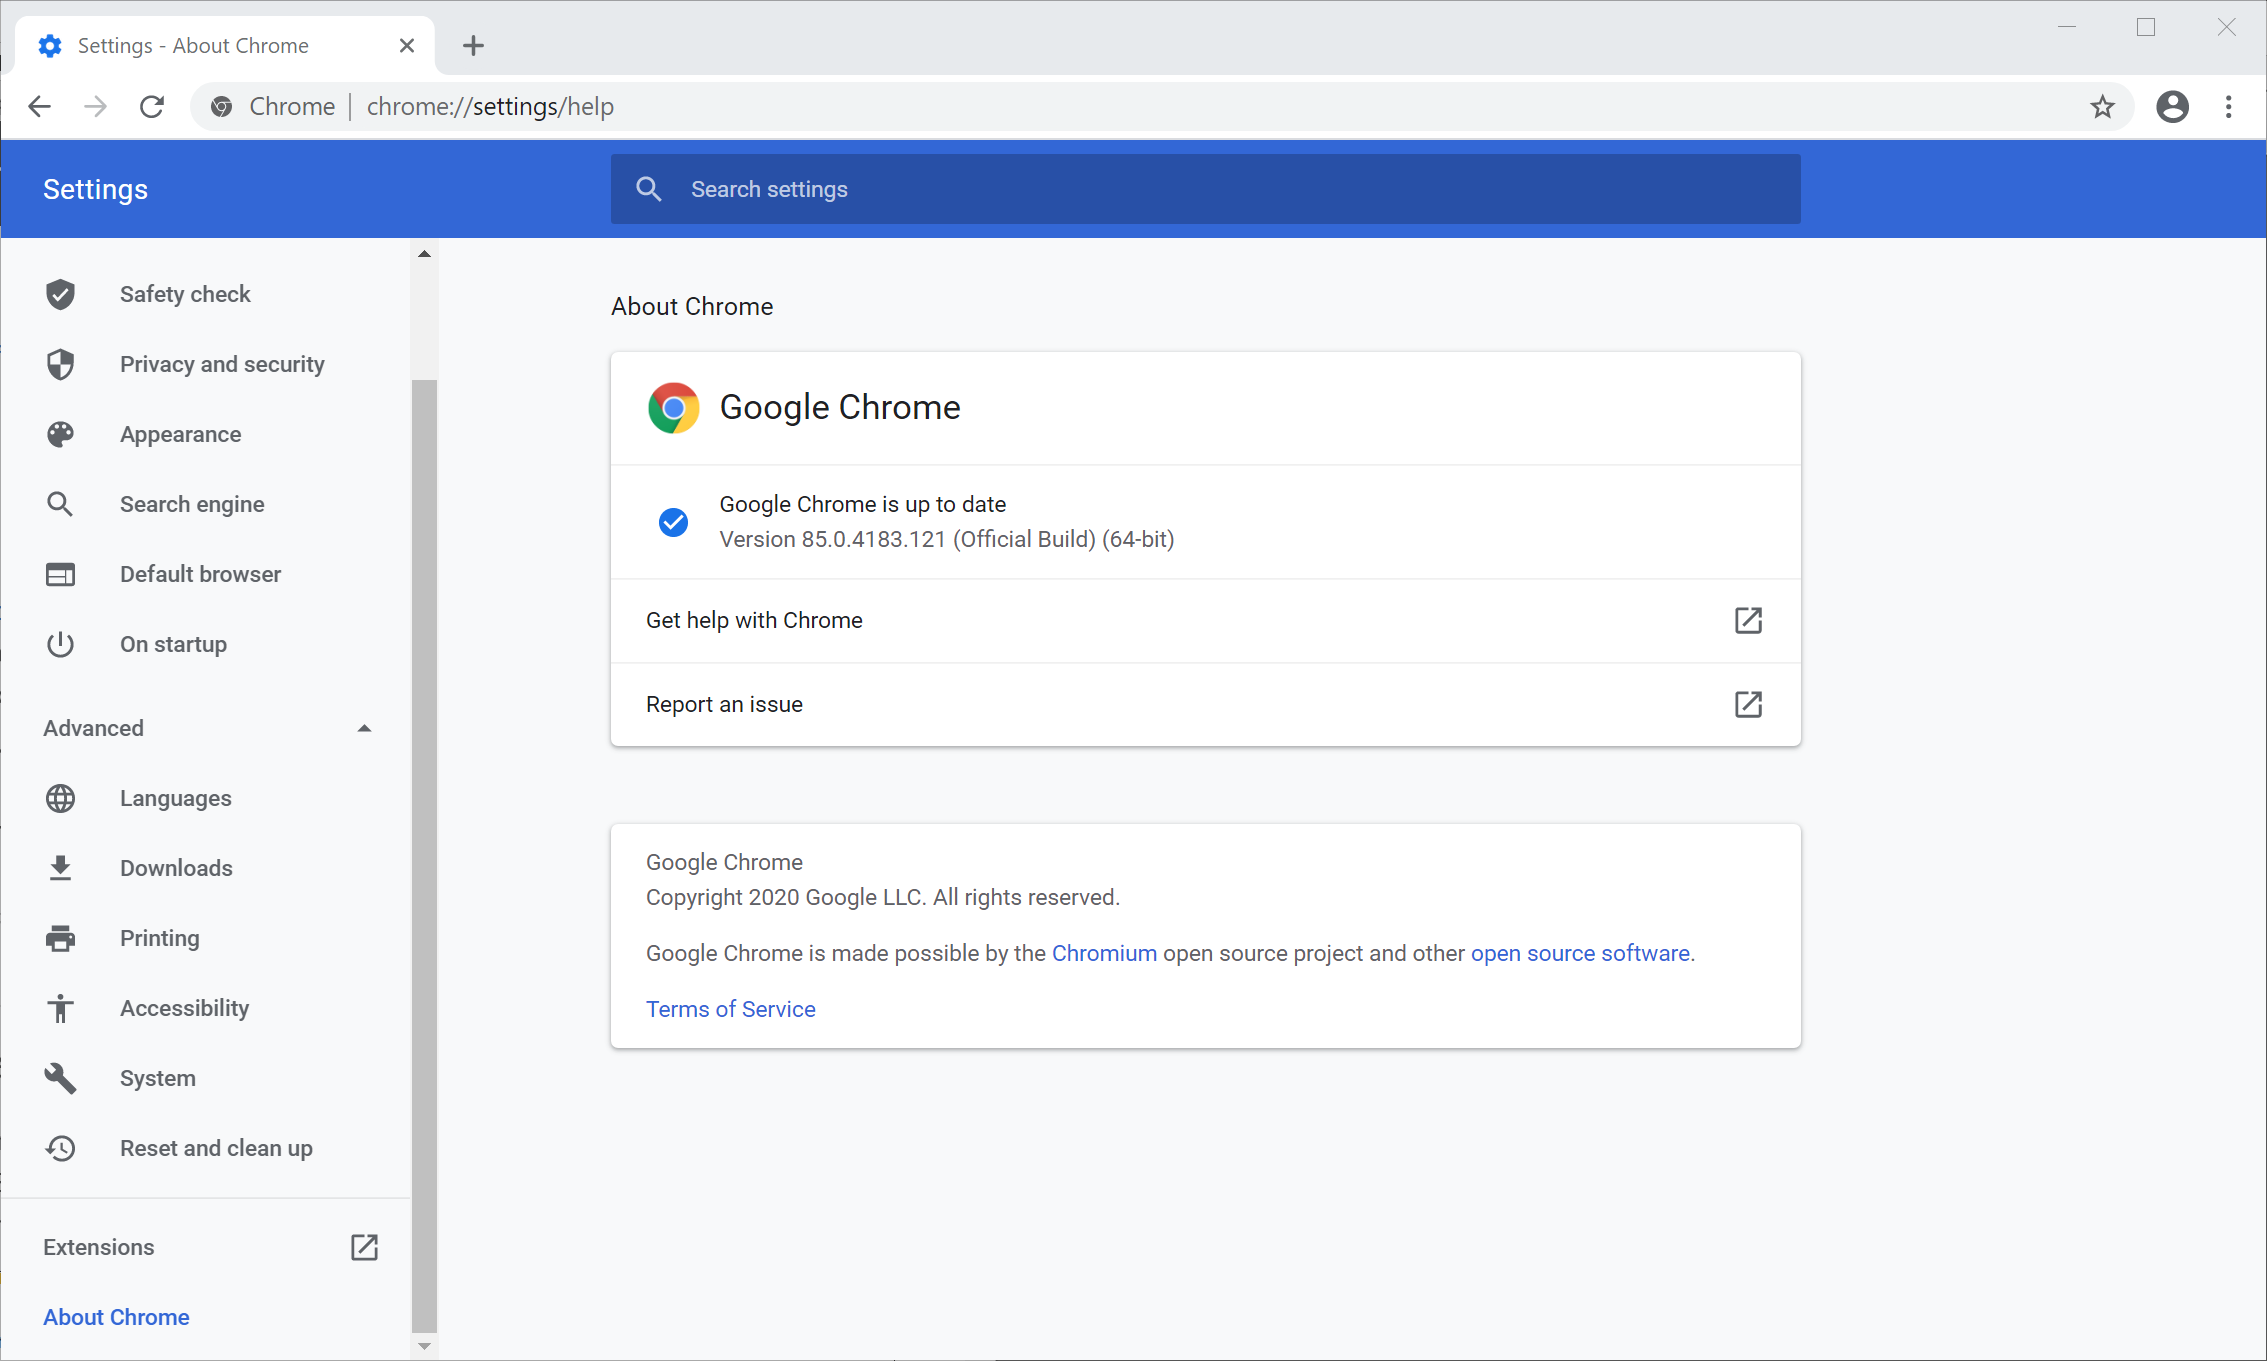 Settings - About Chrome
Chrome | chrome://settings/help
Settings
Search settings
Safety check
Privacy and security
Appearance
Search engine
Default browser
On startup
Advanced
Languages
Downloads
Printing
Accessibility
System
Reset and clean up
Extensions
About Chrome
About Chrome
Google Chrome
Google Chrome is up to date
Version 85.0.4183.121 (Official Build) (64-bit)
Get help with Chrome
Report an issue
Google Chrome
Copyright 2020 Google LLC. All rights reserved.
Google Chrome is made possible by the Chromium open source project and other open source software.
Terms of Service